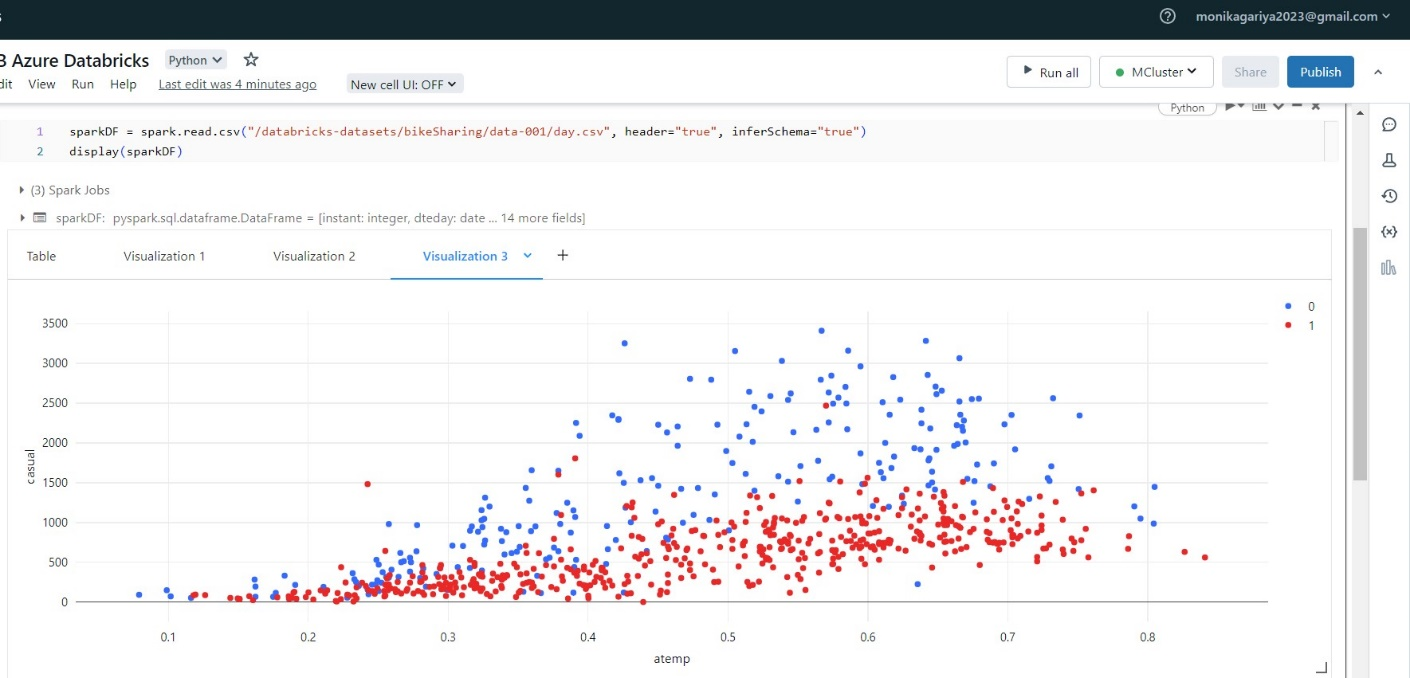 monikagariya2023@gmail.com
3 Azure Databricks Python
dit View Run Help Last edit was 4 minutes ago New cell UI: OFF
Run all MCluster Share Publish
Python
1 sparkDF = spark.read.csv("/databricks-datasets/bikeSharing/data-001/day.csv", header="true", inferSchema="true")
2 display(sparkDF)
(3) Spark Jobs
sparkDF: pyspark.sql.dataframe.DataFrame = [instant: integer, dteday: date ... 14 more fields]
Table Visualization 1 Visualization 2 Visualization 3 +
0
1
3500
3000
2500
2000
1500
1000
500
0
casual
0.1 0.2 0.3 0.4 0.5 0.6 0.7 0.8
atemp